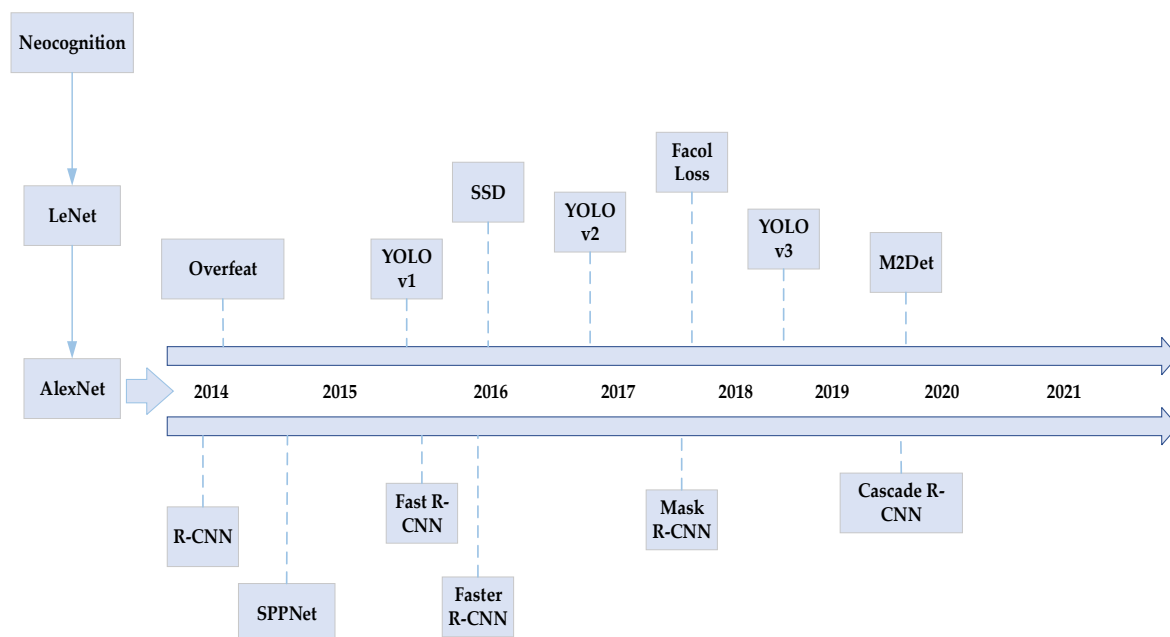 Neocognition
LeNet
AlexNet
Overfeat
YOLO
v1
SSD
YOLO
v2
Facol
Loss
YOLO
v3
M2Det
2014 2015 2016 2017 2018 2019 2020 2021
R-CNN
SPPNet
Fast R-
CNN
Faster
R-CNN
Mask
R-CNN
Cascade R-
CNN